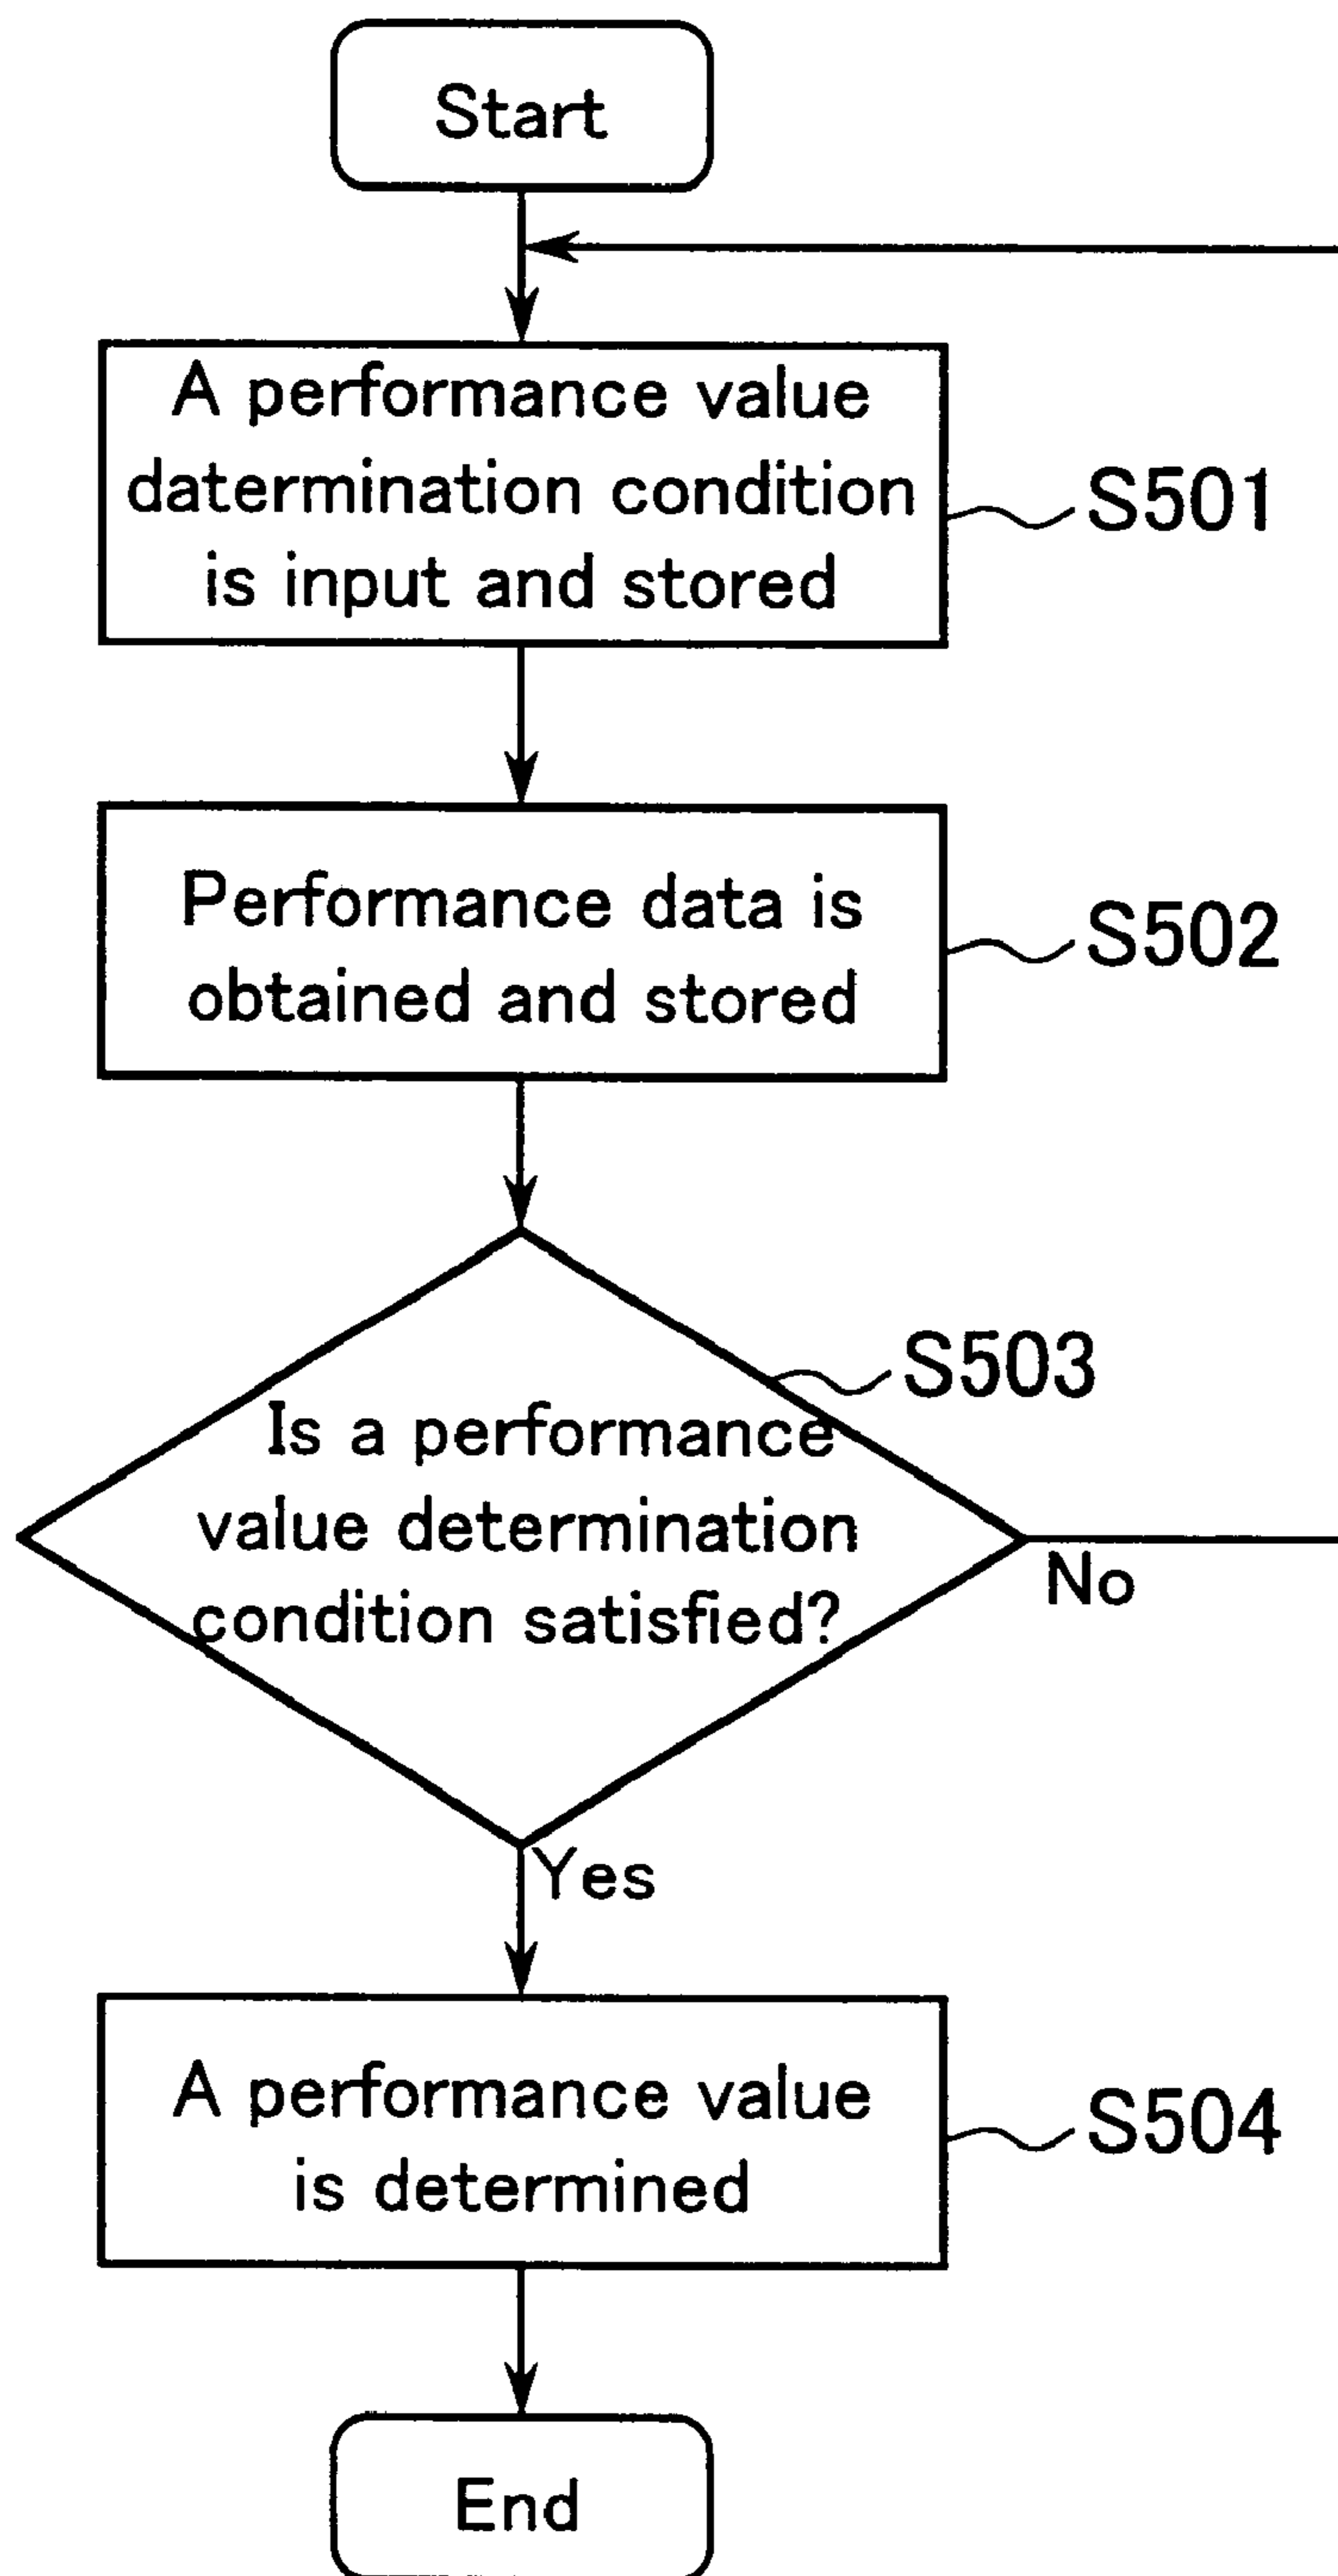 Start
A performance value
datermination condition
is input and stored
S501
Performance data is
obtained and stored
S502
S503
Is a performance
value determination
condition satisfied?
No
Yes
A performance value
is determined
S504
End